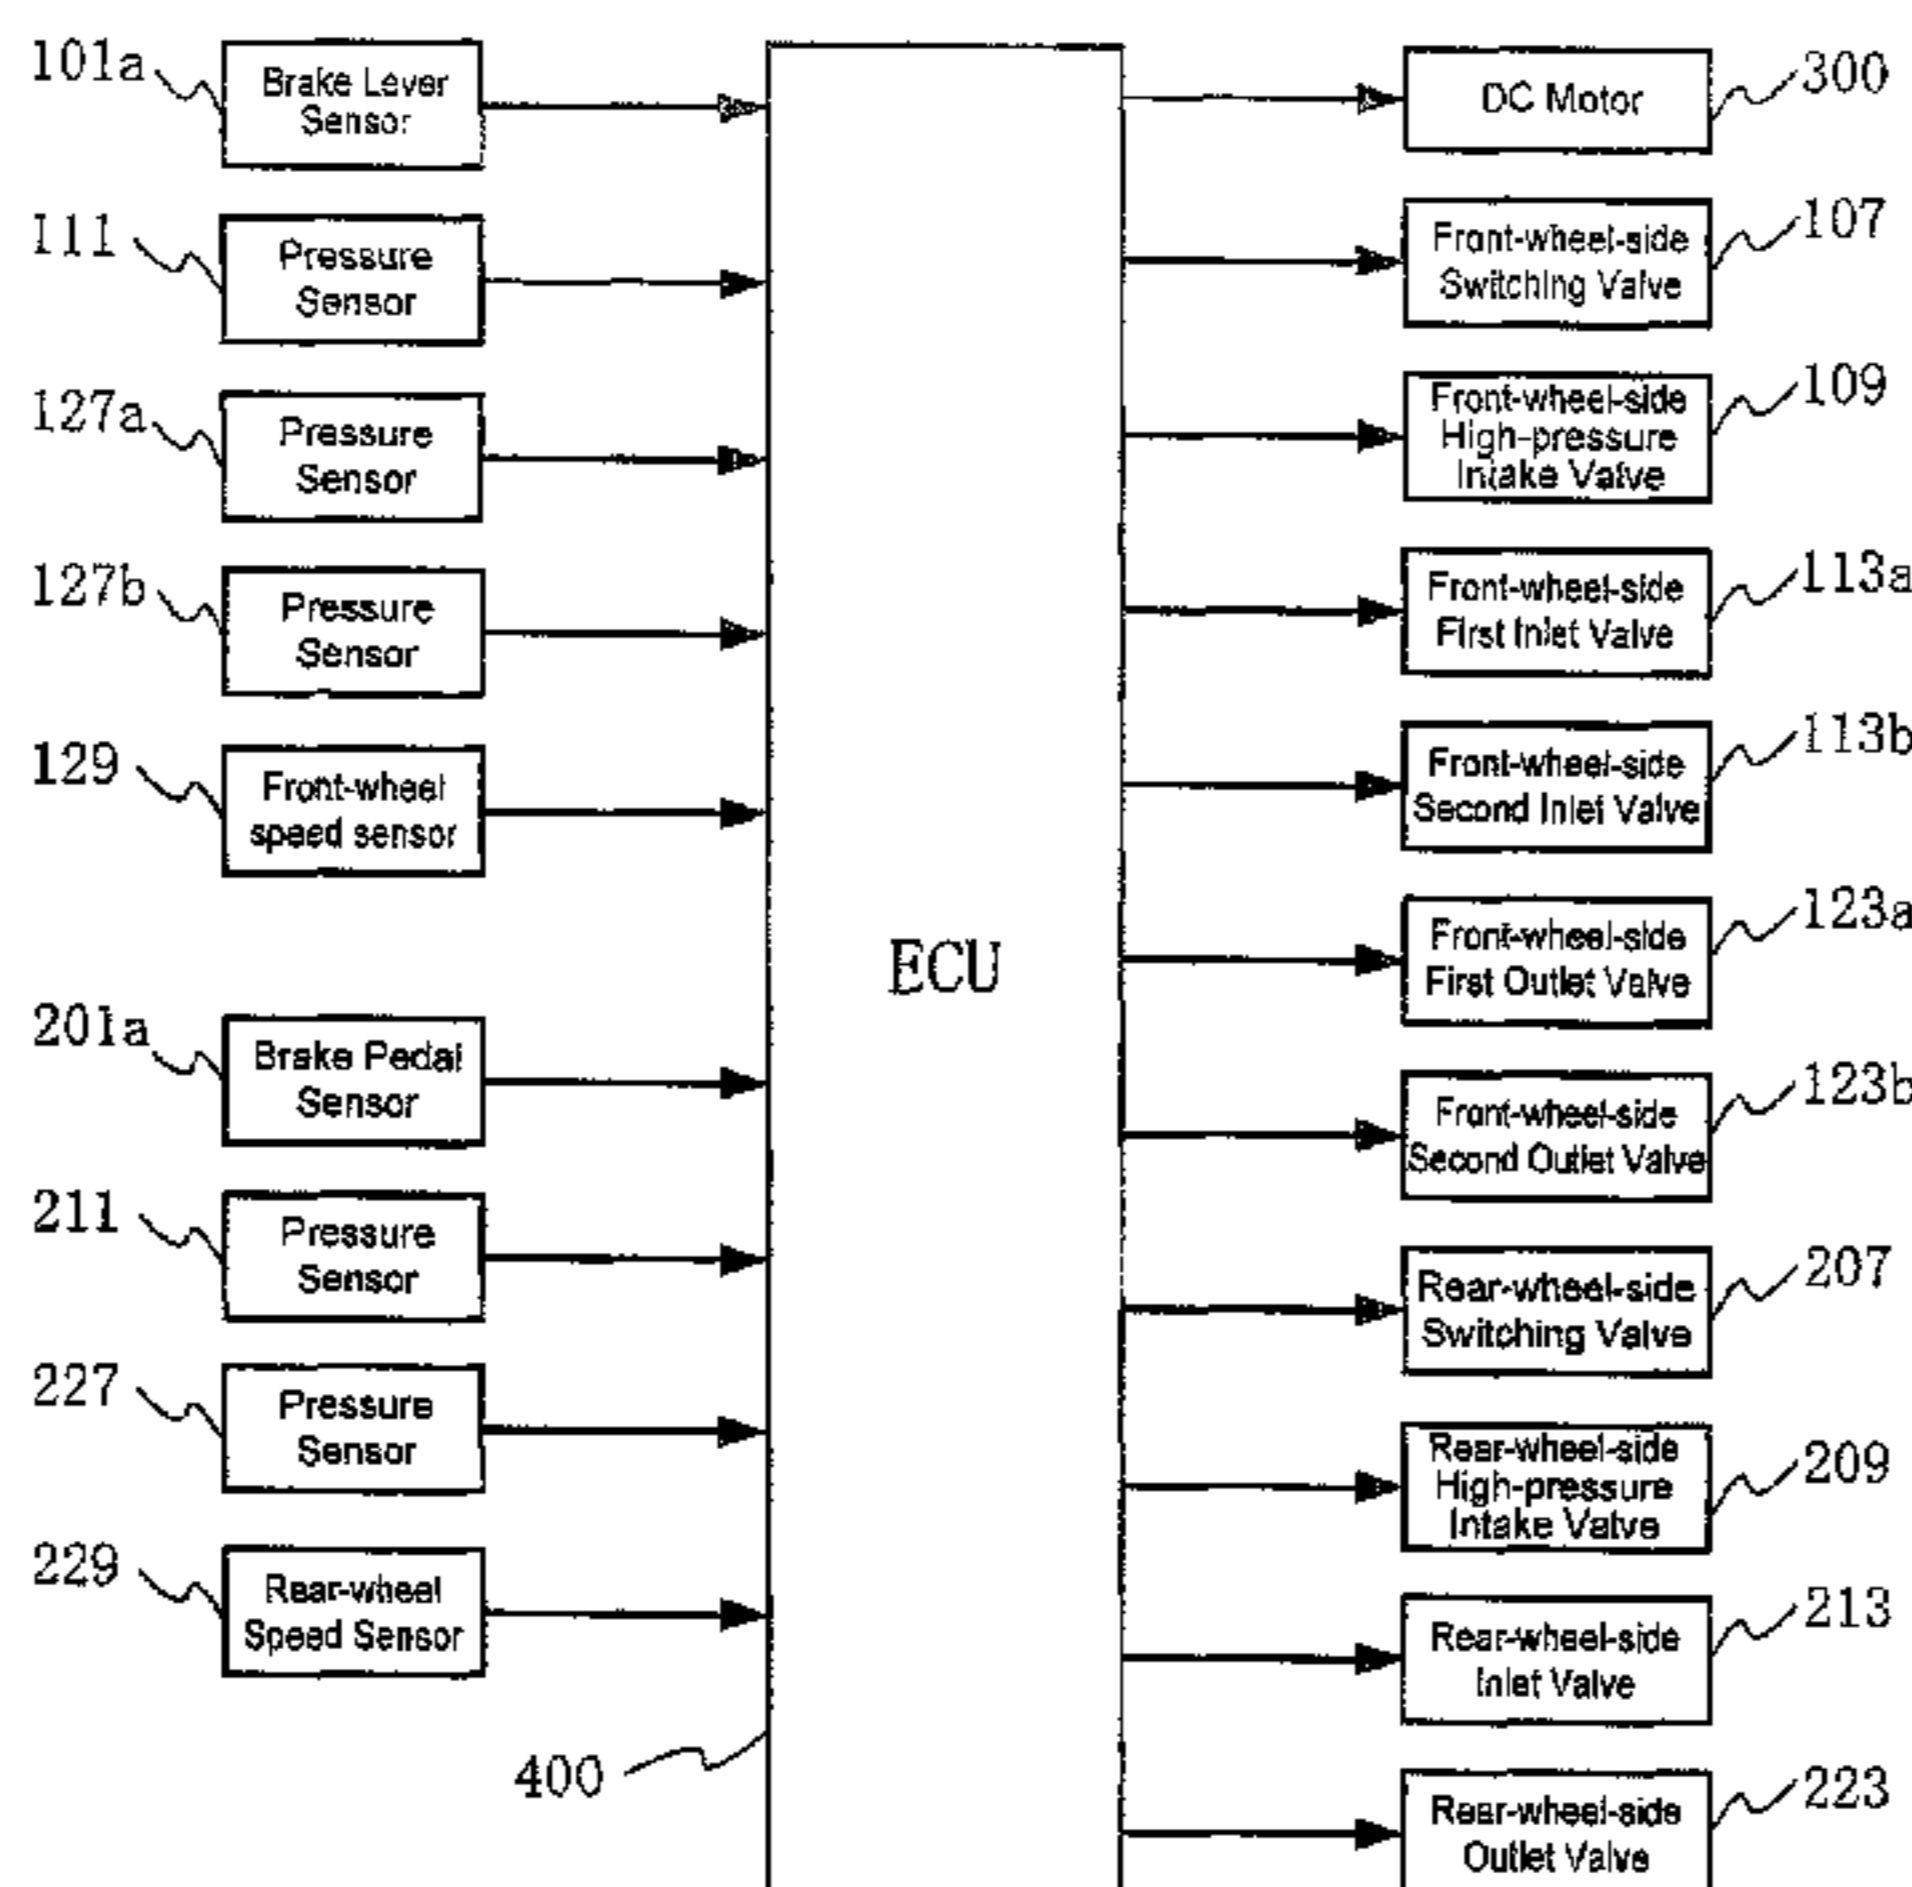 101a
Brake Lever
Sensor
111
Pressure
Sensor
127a
Pressure
Sensor
127b
Pressure
Sensor
129
Front-wheel
speed sensor
201a
Brake Pedal
Sensor
211
Pressure
Sensor
227
Pressure
Sensor
229
Rear-wheel
Speed Sensor
ECU
400
DC Motor
300
Front-wheel-side
Switching Valve
107
Front-wheel-side
High-pressure
Intake Valve
109
Front-wheel-side
First Inlet Valve
113a
Front-wheel-side
Second Inlet Valve
113b
Front-wheel-side
First Outlet Valve
123a
Front-wheel-side
Second Outlet Valve
123b
Rear-wheel-side
Switching Valve
207
Rear-wheel-side
High-pressure
Intake Valve
209
Rear-wheel-side
Inlet Valve
213
Rear-wheel-side
Outlet Valve
223